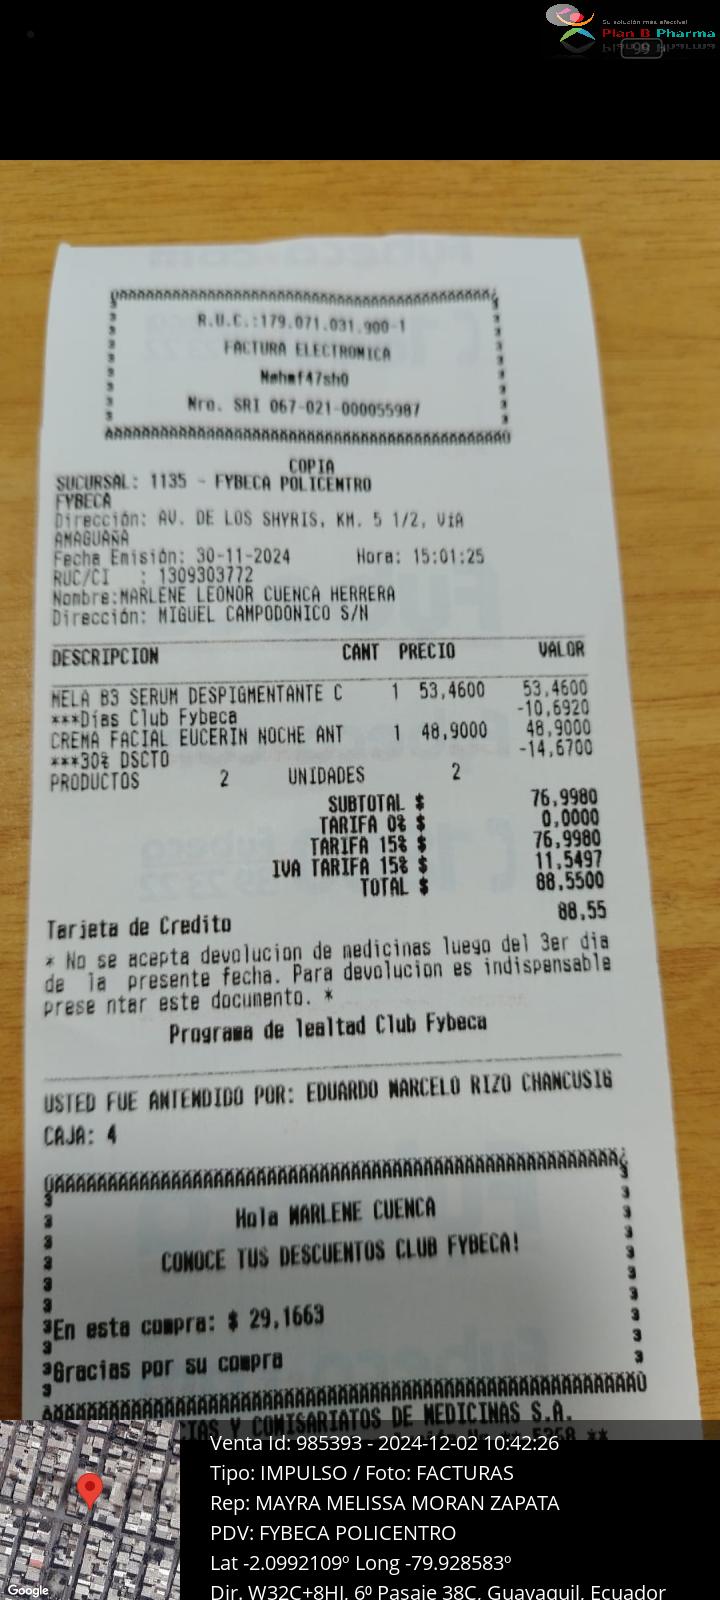 Su solución más efectiva!
Plan B Pharma
99
R.U.C.:179.071.031.900-1
FACTURA ELECTRONICA
Nehmf47sh0
Nro. SRI 067-021-000055987
COPIA
SUCURSAL: 1135 - FYBECA POLICENTRO
FYBECA
Dirección: AV. DE LOS SHYRIS, KM. 5 1/2, VíA
AMAGUAÑA
Fecha Emisión: 30-11-2024 Hora: 15:01:25
RUC/CI : 1309303772
Nombre:MARLENE LEONOR CUENCA HERRERA
Dirección: MIGUEL CAMPODONICO S/N
DESCRIPCION CANT PRECIO VALOR
MELA B3 SERUM DESPIGMENTANTE C 1 53,4600 53,4600
***Días Club Fybeca -10,6920
CREMA FACIAL EUCERIN NOCHE ANT 1 48,9000 48,9000
***30% DSCTO -14,6700
PRODUCTOS 2 UNIDADES 2
SUBTOTAL $ 76,9980
TARIFA 0% $ 0,0000
TARIFA 15% $ 76,9980
IVA TARIFA 15% $ 11,5497
TOTAL $ 88,5500
Tarjeta de Credito 88,55
* No se acepta devolucion de medicinas luego del 3er dia
de la presente fecha. Para devolucion es indispensable
prese ntar este documento. *
Programa de lealtad Club Fybeca
USTED FUE ANTENDIDO POR: EDUARDO MARCELO RIZO CHANCUSIG
CAJA: 4
Hola MARLENE CUENCA
CONOCE TUS DESCUENTOS CLUB FYBECA!
En esta compra: $ 29,1663
Gracias por su compra
CIAS Y COMISARIATOS DE MEDICINAS S.A.
Venta Id: 985393 - 2024-12-02 10:42:26
Tipo: IMPULSO / Foto: FACTURAS
Rep: MAYRA MELISSA MORAN ZAPATA
PDV: FYBECA POLICENTRO
Lat -2.0992109º Long -79.928583º
Dir. W32C+8HJ, 6º Pasaje 38C, Guayaquil, Ecuador
Google